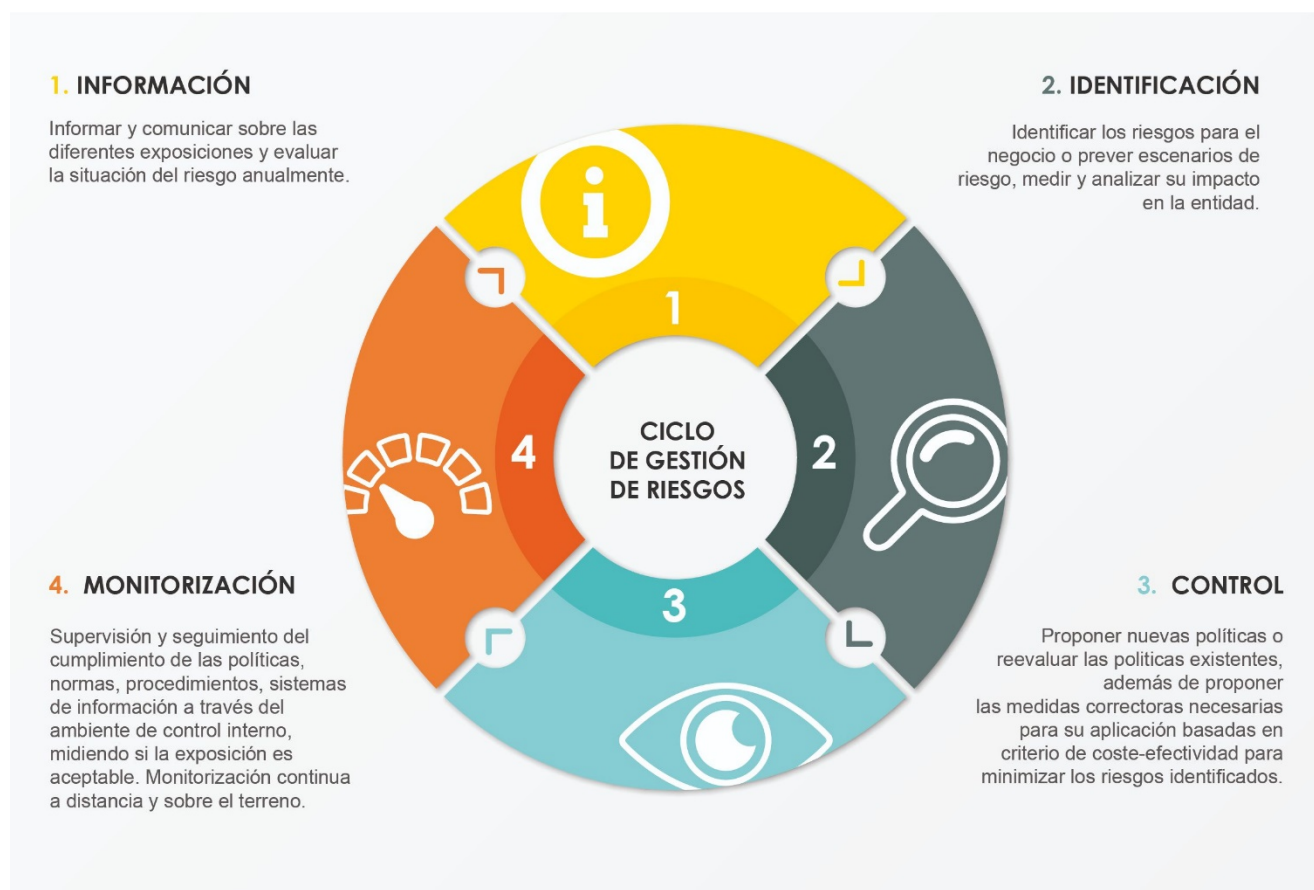 1. INFORMACIÓN
Informar y comunicar sobre las
diferentes exposiciones y evaluar
la situación del riesgo anualmente.
2. IDENTIFICACIÓN
Identificar los riesgos para el
negocio o prever escenarios de
riesgo, medir y analizar su impacto
en la entidad.
1
2
3
4
CICLO
DE GESTIÓN
DE RIESGOS
3. CONTROL
Proponer nuevas políticas o
reevaluar las politicas existentes,
además de proponer
las medidas correctoras necesarias
para su aplicación basadas en
criterio de coste-efectividad para
minimizar los riesgos identificados.
4. MONITORIZACIÓN
Supervisión y seguimiento del
cumplimiento de las políticas,
normas, procedimientos, sistemas
de información a través del
ambiente de control interno,
midiendo si la exposición es
aceptable. Monitorización continua
a distancia y sobre el terreno.